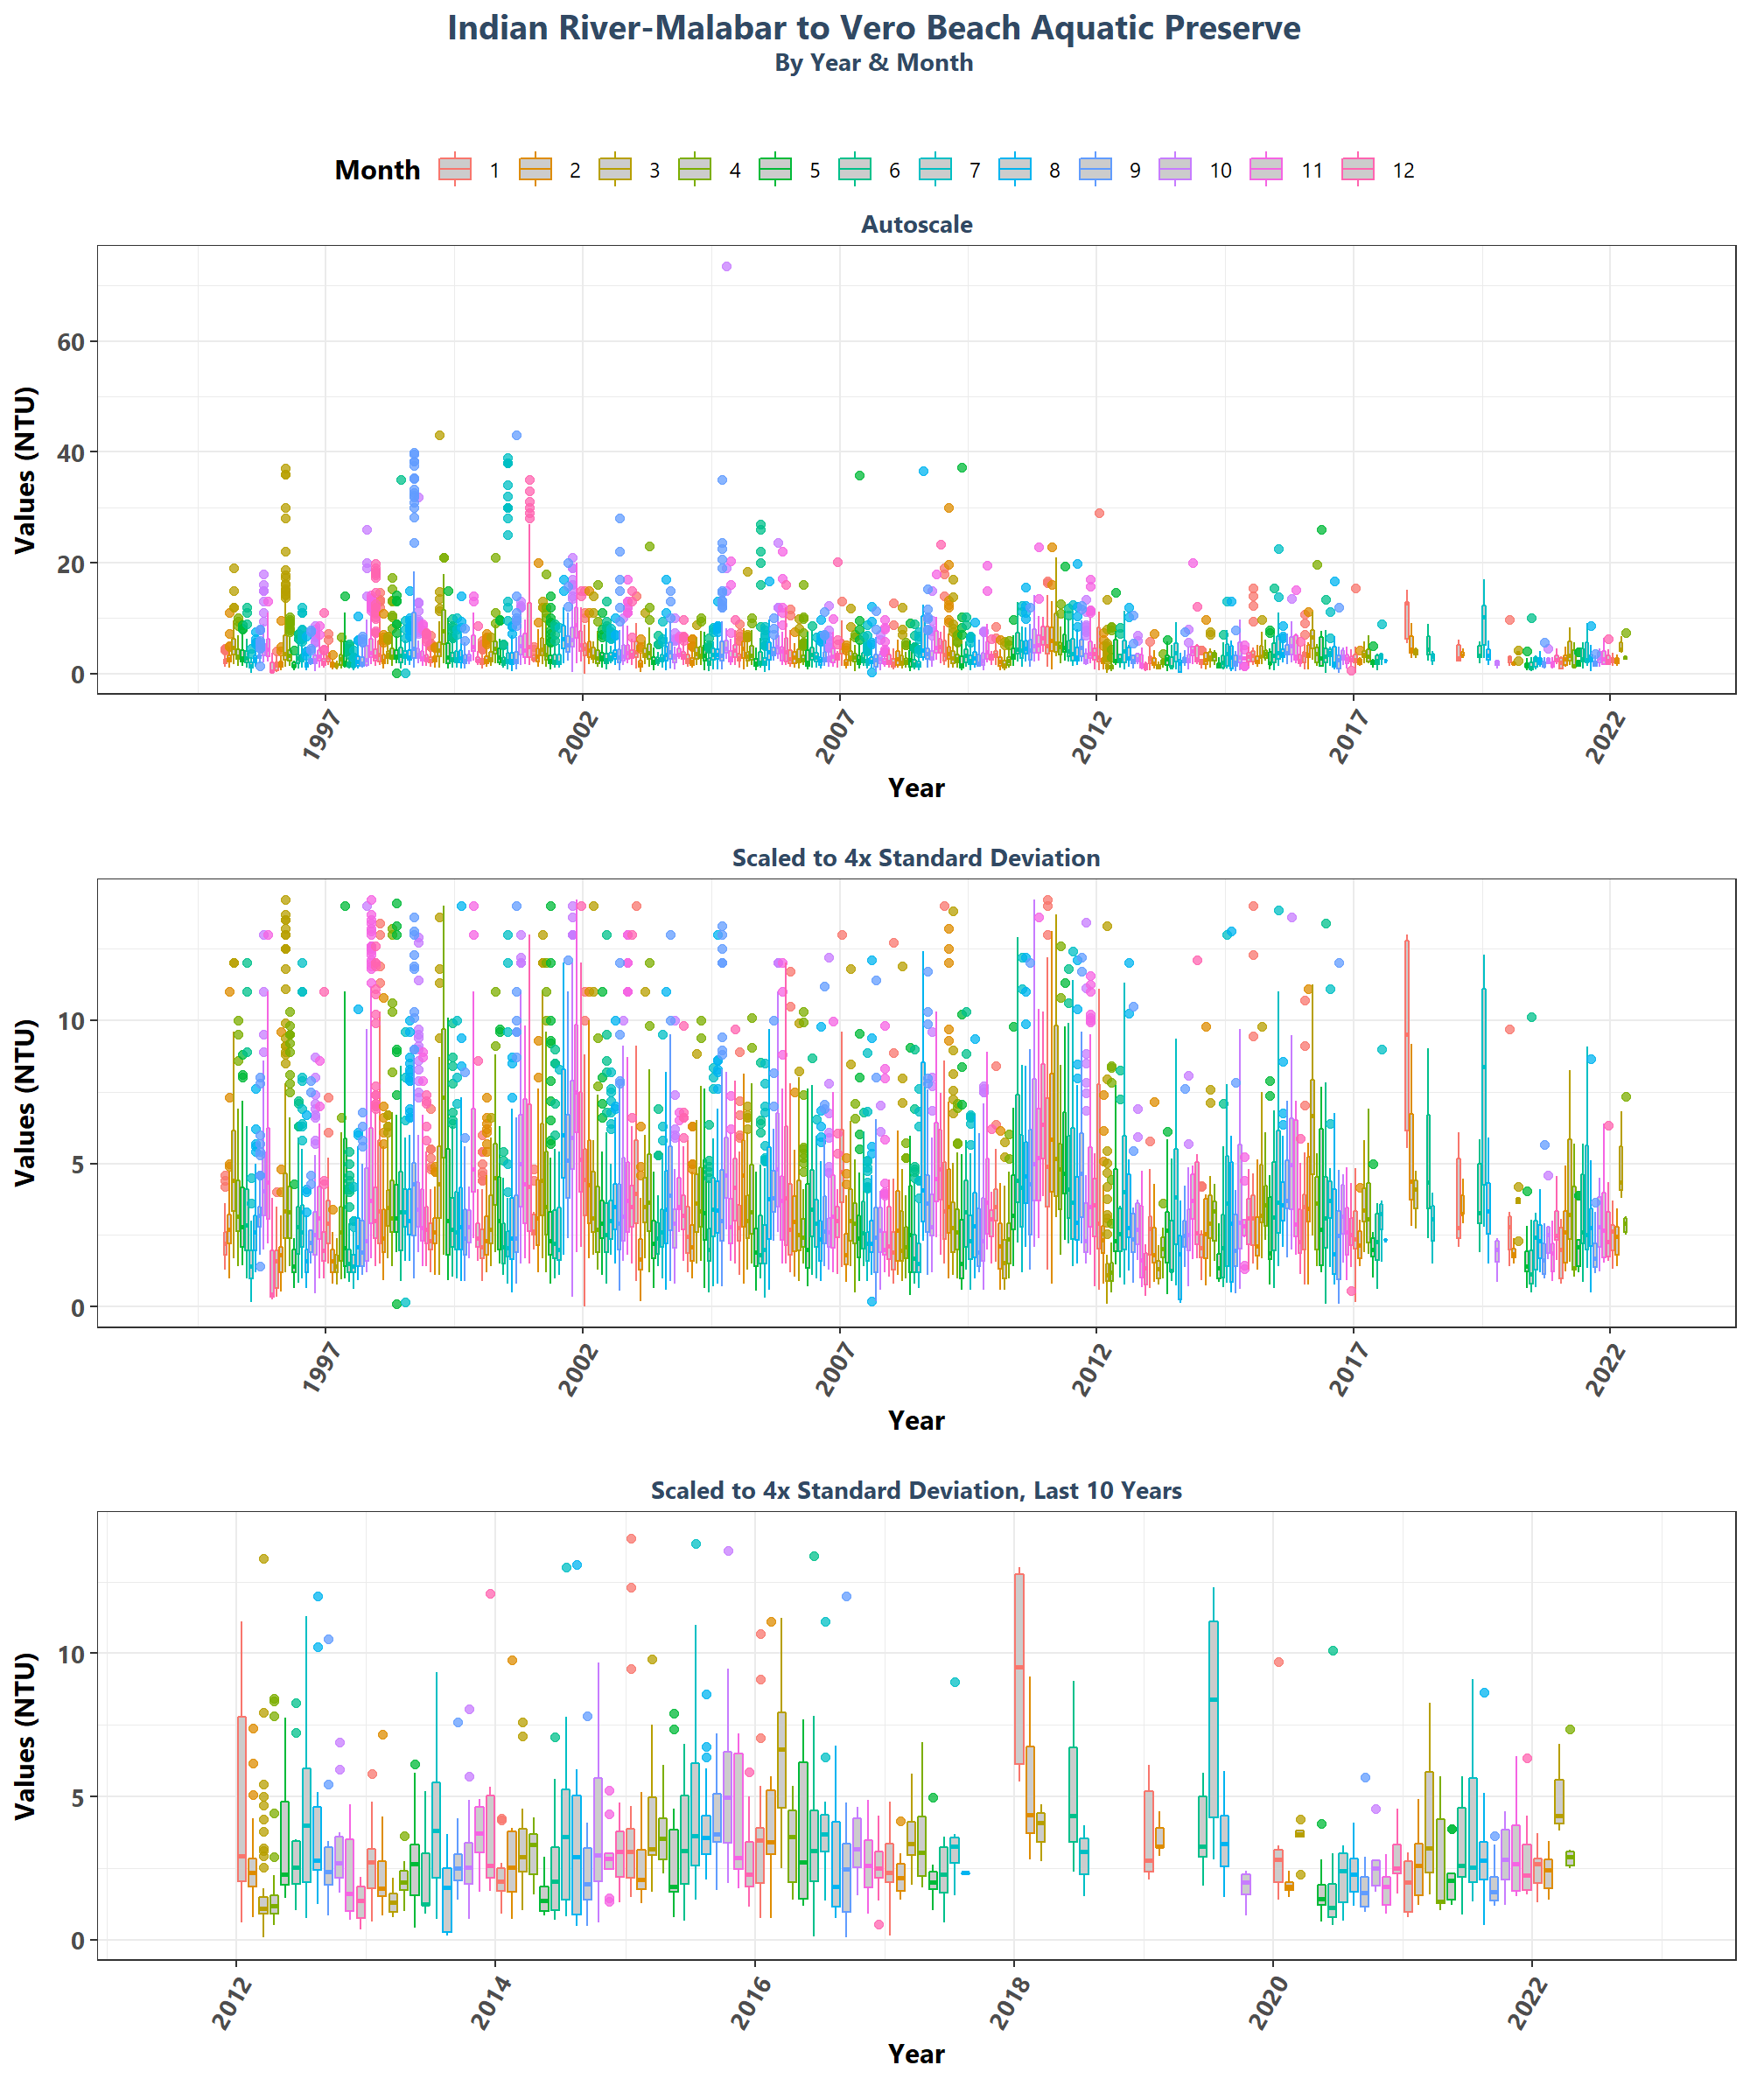 Indian River-Malabar to Vero Beach Aquatic Preserve
By Year & Month
Month 1 2 3 4 5 6 7 8 9 10 11 12
Autoscale
Values (NTU)
60
40
20
0
1997 2002 2007 2012 2017 2022
Year
Scaled to 4x Standard Deviation
Values (NTU)
10
5
0
1997 2002 2007 2012 2017 2022
Year
Scaled to 4x Standard Deviation, Last 10 Years
Values (NTU)
10
5
0
2012 2014 2016 2018 2020 2022
Year